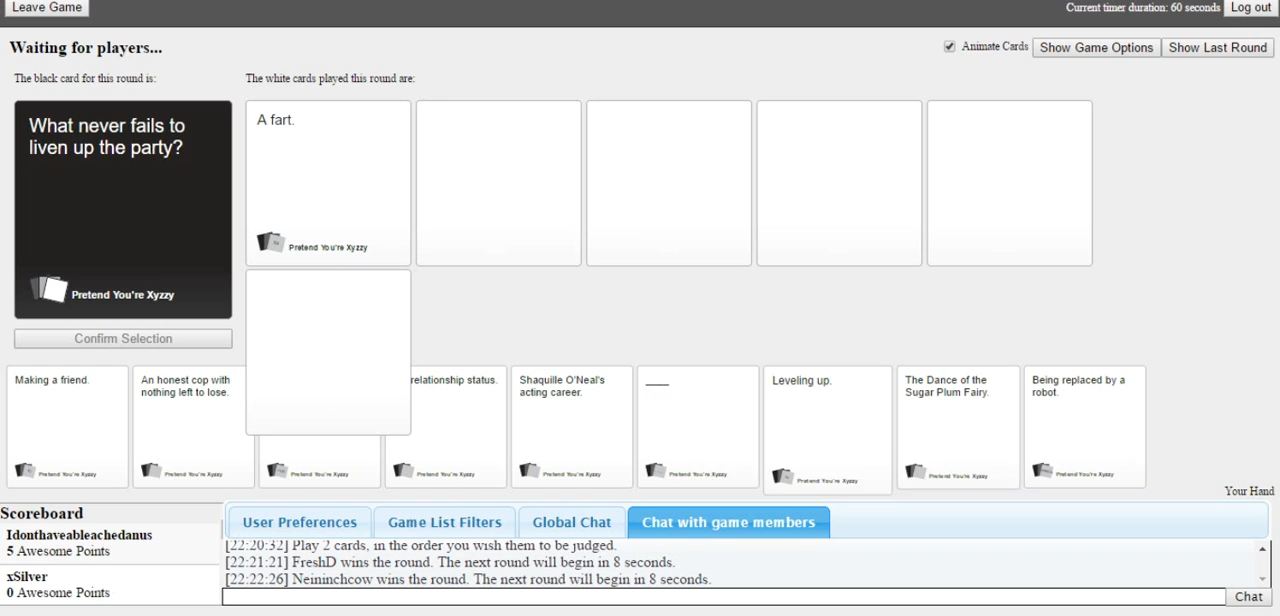 Leave Game
Current timer duration: 60 seconds
Log out
Waiting for players...
Animate Cards
Show Game Options
Show Last Round
The black card for this round is:
The white cards played this round are:
What never fails to
liven up the party?
Pretend You're Xyzzy
A fart.
Pretend You're Xyzzy
Confirm Selection
Making a friend.
Pretend You're Xyzzy
An honest cop with
nothing left to lose.
Pretend You're Xyzzy
Pretend You're Xyzzy
relationship status.
Pretend You're Xyzzy
Shaquille O'Neal's
acting career.
Pretend You're Xyzzy
____
Pretend You're Xyzzy
Leveling up.
Pretend You're Xyzzy
The Dance of the
Sugar Plum Fairy.
Pretend You're Xyzzy
Being replaced by a
robot.
Pretend You're Xyzzy
Your Hand
Scoreboard
Idonthaveableachedanus
5 Awesome Points
xSilver
0 Awesome Points
User Preferences
Game List Filters
Global Chat
Chat with game members
[22:20:32] Play 2 cards, in the order you wish them to be judged.
[22:21:21] FreshD wins the round. The next round will begin in 8 seconds.
[22:22:26] Neininchcow wins the round. The next round will begin in 8 seconds.
Chat